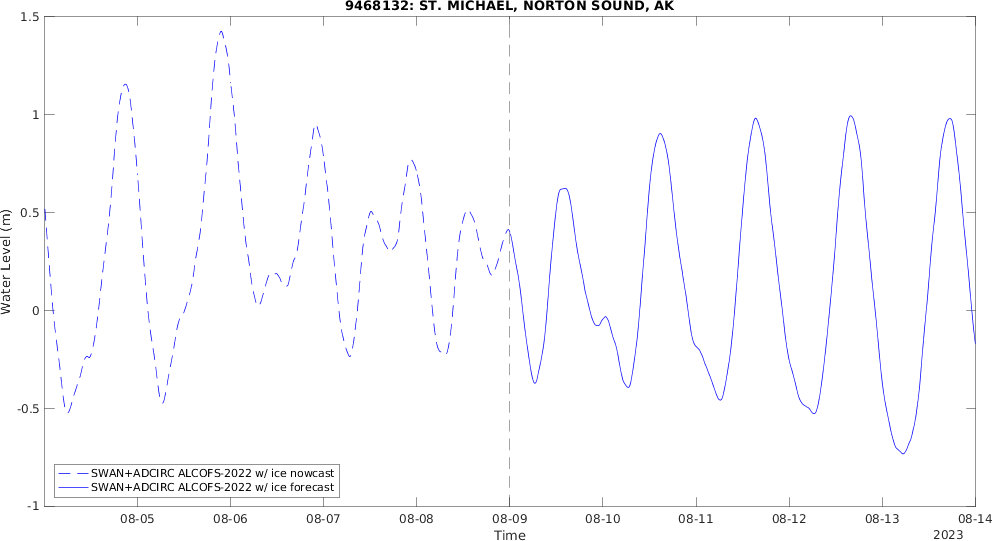 9468132: ST. MICHAEL, NORTON SOUND, AK
1.5
1
0.5
0
-0.5
-1
Water Level (m)
SWAN+ADCIRC ALCOFS-2022 w/ ice nowcast
SWAN+ADCIRC ALCOFS-2022 w/ ice forecast
08-05 08-06 08-07 08-08 08-09 08-10 08-11 08-12 08-13 08-14
Time
2023